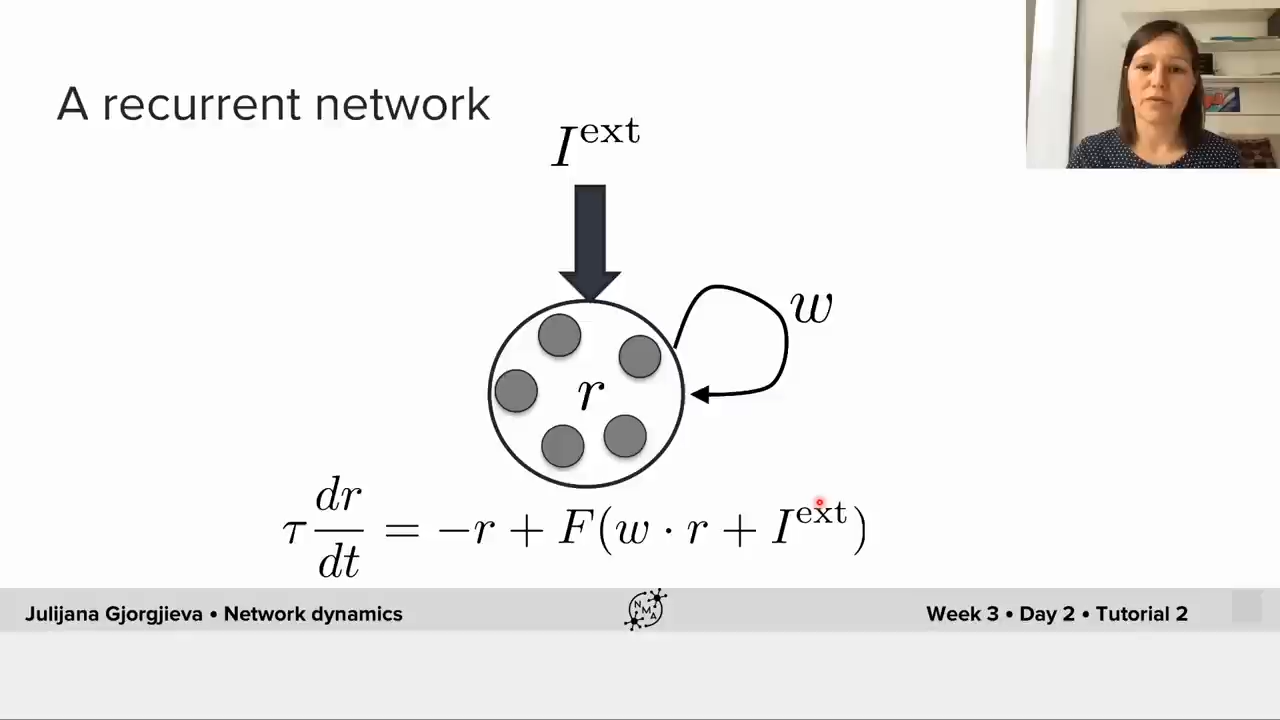 A recurrent network
I^ext
w
r
τ dr/dt = −r + F(w · r + I^ext)
Julijana Gjorgjieva • Network dynamics
N M A
Week 3 • Day 2 • Tutorial 2